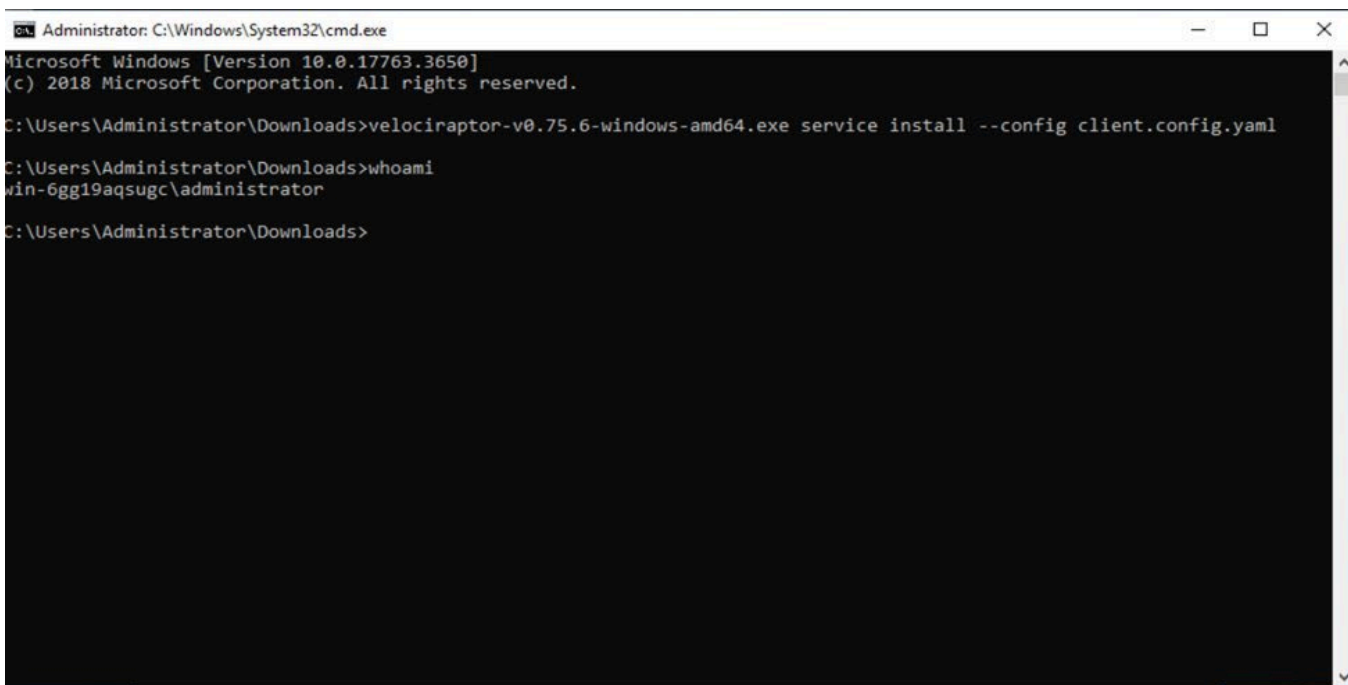 Administrator: C:\Windows\System32\cmd.exe
Microsoft Windows [Version 10.0.17763.3650]
(c) 2018 Microsoft Corporation. All rights reserved.
C:\Users\Administrator\Downloads>velociraptor-v0.75.6-windows-amd64.exe service install --config client.config.yaml
C:\Users\Administrator\Downloads>whoami
win-6gg19aqsugc\administrator
C:\Users\Administrator\Downloads>